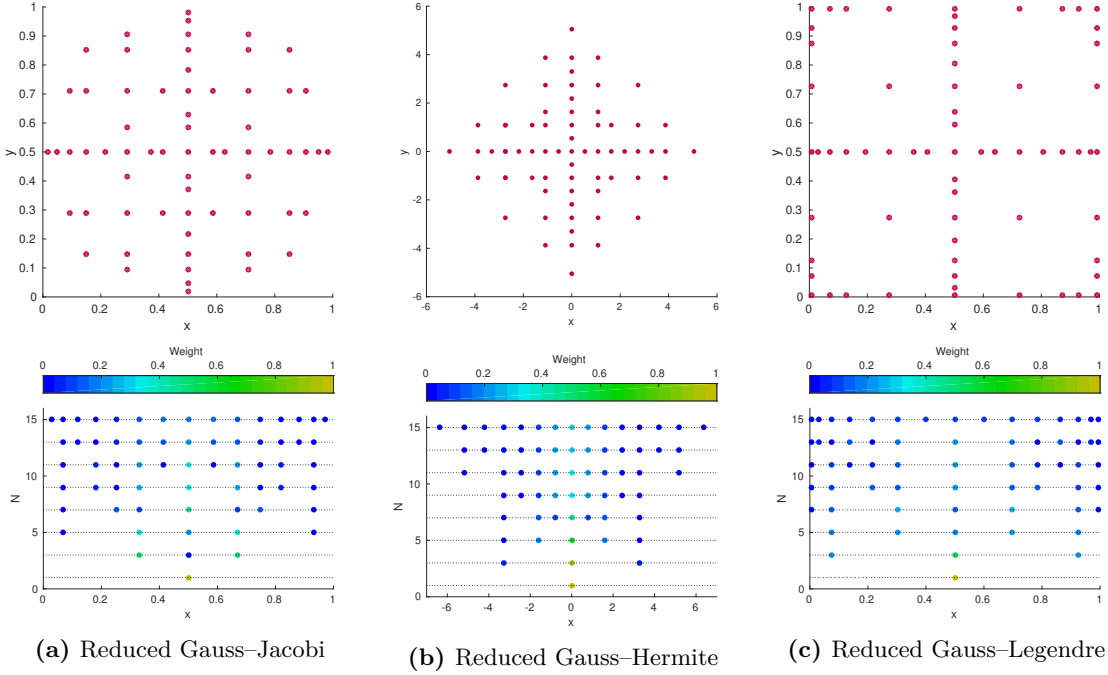 1
0.9
0.8
0.7
0.6
0.5
0.4
0.3
0.2
0.1
0
y
0 0.2 0.4 0.6 0.8 1
x
6
4
2
0
-2
-4
-6
y
-6 -4 -2 0 2 4 6
x
1
0.9
0.8
0.7
0.6
0.5
0.4
0.3
0.2
0.1
0
y
0 0.2 0.4 0.6 0.8 1
x
Weight
0 0.2 0.4 0.6 0.8 1
15
10
5
0
N
0 0.2 0.4 0.6 0.8 1
x
Weight
0 0.2 0.4 0.6 0.8 1
15
10
5
0
N
-6 -4 -2 0 2 4 6
x
Weight
0 0.2 0.4 0.6 0.8 1
15
10
5
0
N
0 0.2 0.4 0.6 0.8 1
x
(a) Reduced Gauss–Jacobi
(b) Reduced Gauss–Hermite
(c) Reduced Gauss–Legendre